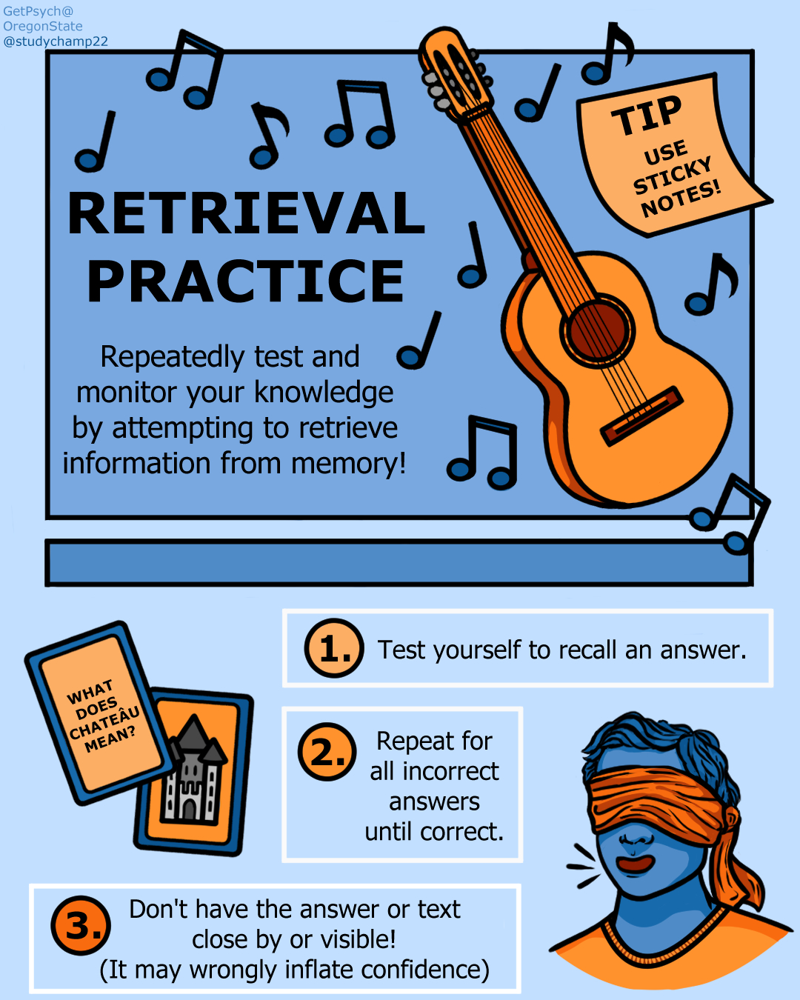 GetPsych@
OregonState
@studychamp22
TIP
USE
STICKY
NOTES!
RETRIEVAL
PRACTICE
Repeatedly test and
monitor your knowledge
by attempting to retrieve
information from memory!
1. Test yourself to recall an answer.
WHAT
DOES
CHATEÂU
MEAN?
2. Repeat for
all incorrect
answers
until correct.
3. Don't have the answer or text
close by or visible!
(It may wrongly inflate confidence)